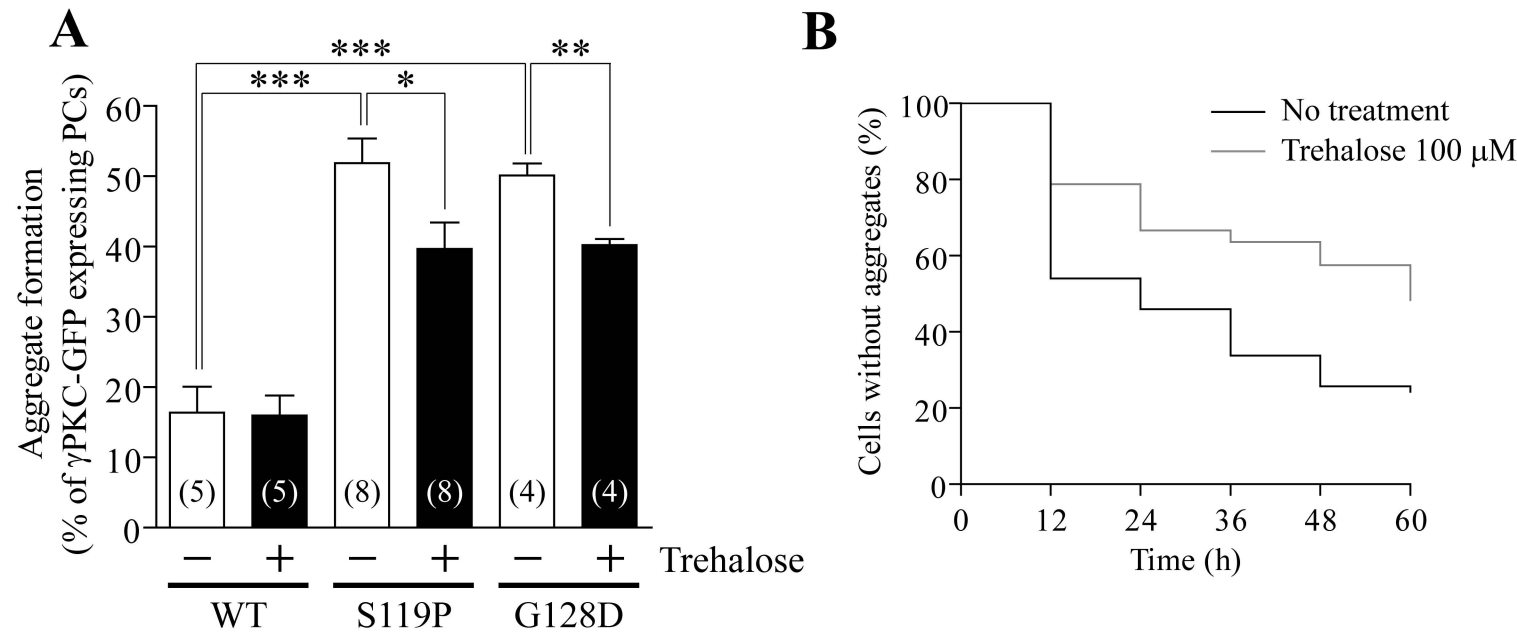 A
Aggregate formation
(% of γPKC-GFP expressing PCs)
60
50
40
30
20
10
0
***
**
***
*
(5)
(5)
(8)
(8)
(4)
(4)
− + − + − + Trehalose
WT S119P G128D
B
Cells without aggregates (%)
100
80
60
40
20
0
No treatment
Trehalose 100 μM
0 12 24 36 48 60
Time (h)